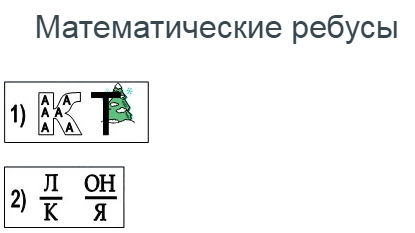 Математические ребусы
1) К А А А А А А Т
2) Л К ОН Я